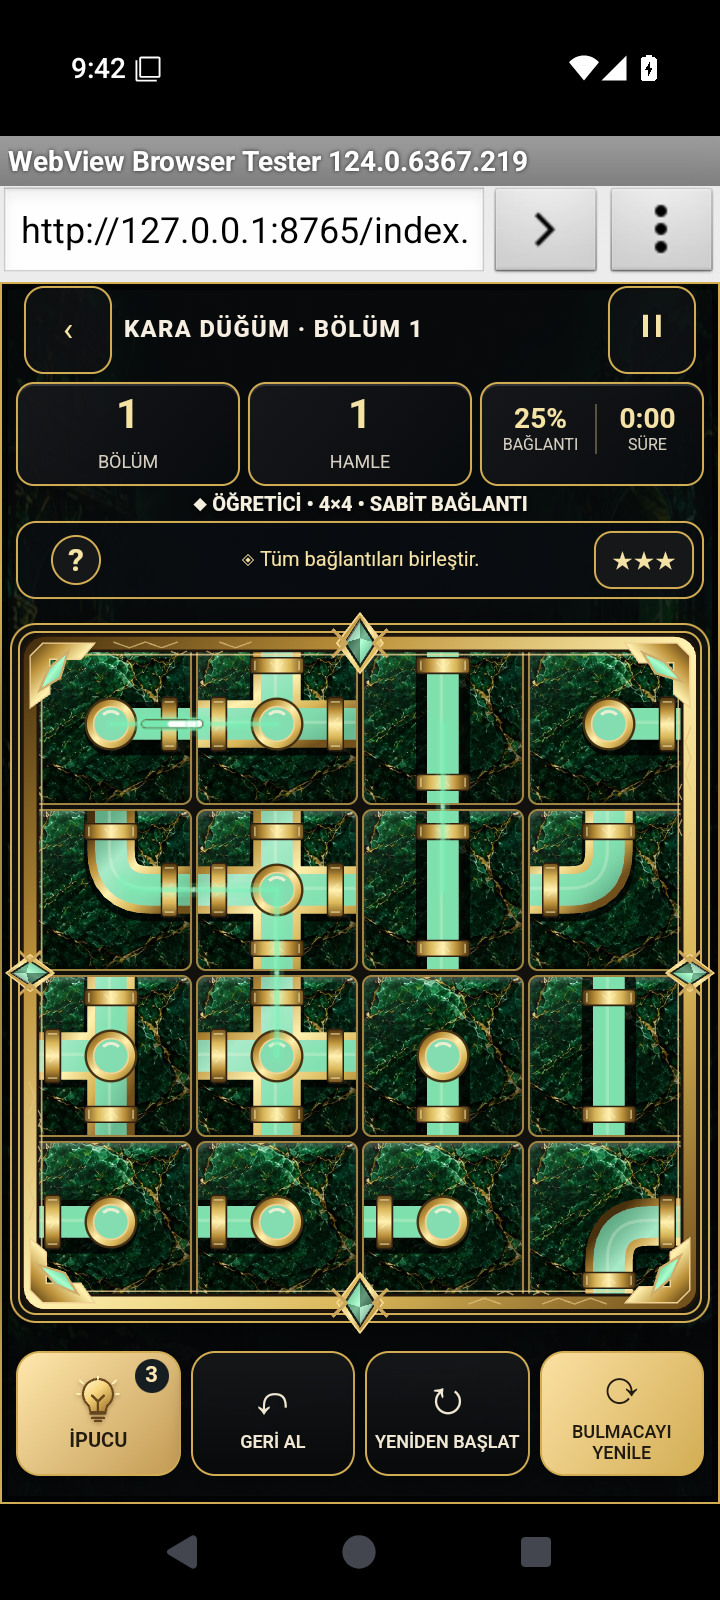 9:42
WebView Browser Tester 124.0.6367.219
http://127.0.0.1:8765/index.
‹ KARA DÜĞÜM · BÖLÜM 1
1
BÖLÜM
1
HAMLE
25%
BAĞLANTI
0:00
SÜRE
◆ ÖĞRETİCİ • 4×4 • SABİT BAĞLANTI
?
◈ Tüm bağlantıları birleştir.
★★★
3
İPUCU
GERİ AL
YENİDEN BAŞLAT
BULMACAYI
YENİLE